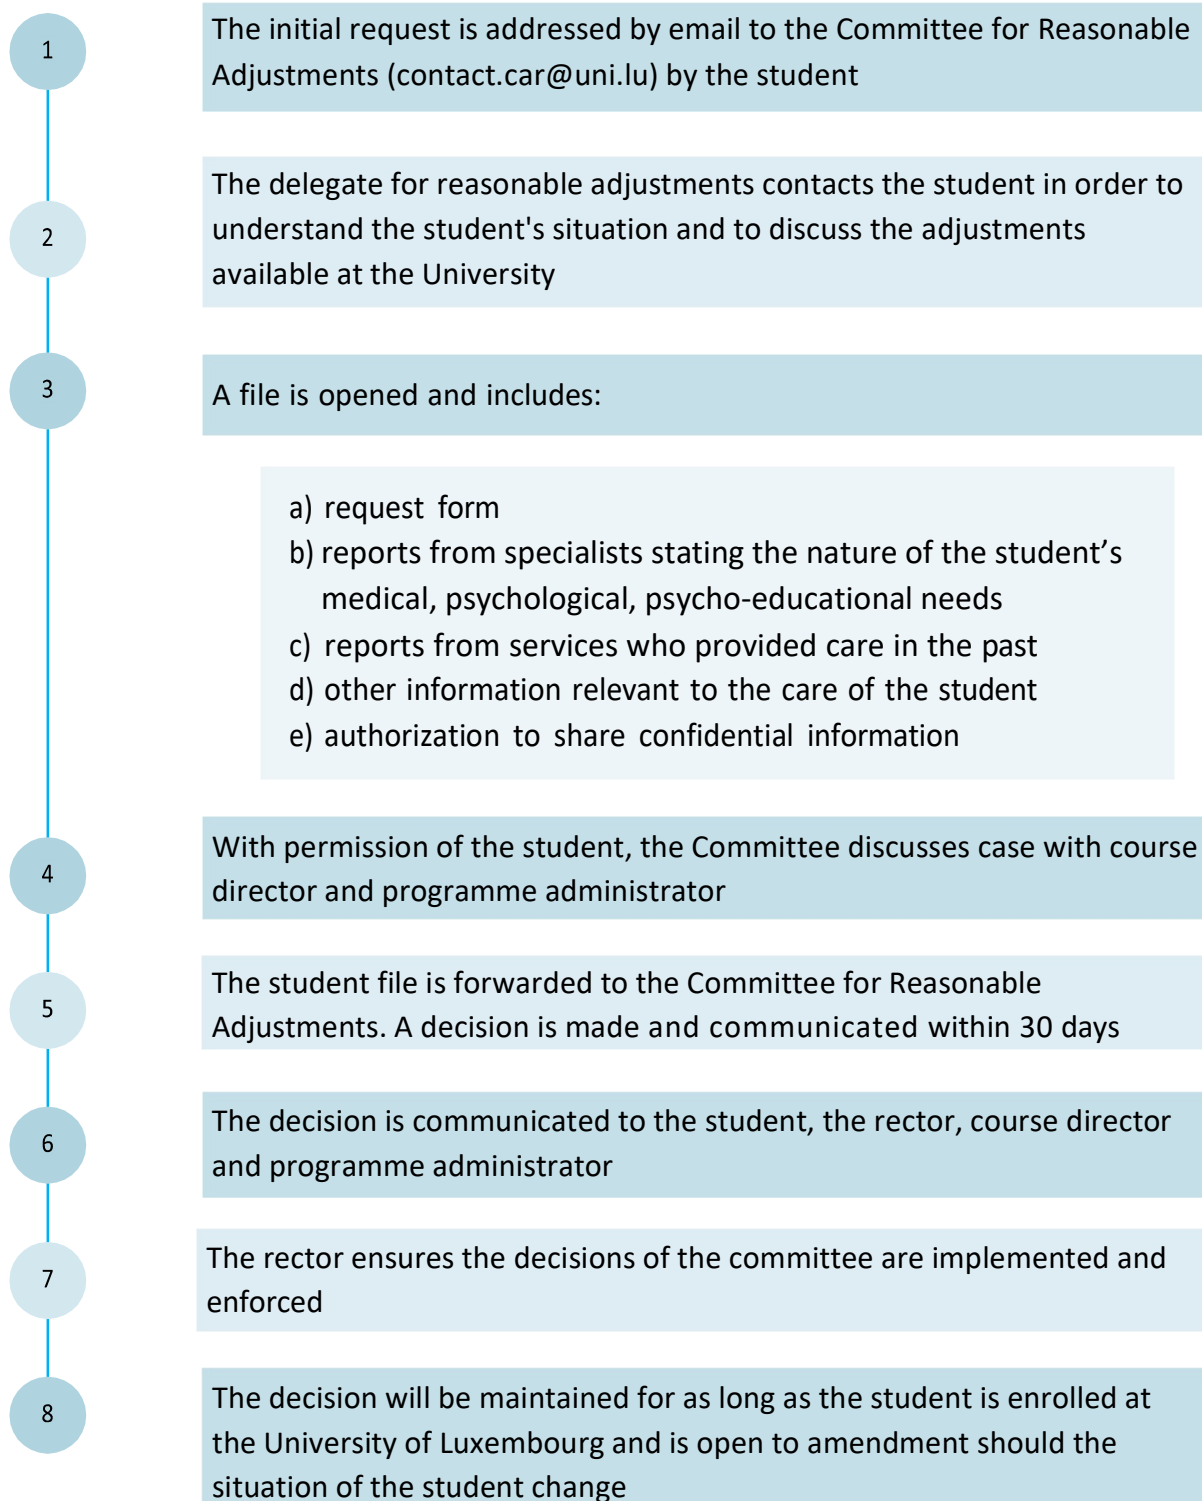 1
The initial request is addressed by email to the Committee for Reasonable
Adjustments (contact.car@uni.lu) by the student
2
The delegate for reasonable adjustments contacts the student in order to
understand the student's situation and to discuss the adjustments
available at the University
3
A file is opened and includes:
a) request form
b) reports from specialists stating the nature of the student’s
medical, psychological, psycho-educational needs
c) reports from services who provided care in the past
d) other information relevant to the care of the student
e) authorization to share confidential information
4
With permission of the student, the Committee discusses case with course
director and programme administrator
5
The student file is forwarded to the Committee for Reasonable
Adjustments. A decision is made and communicated within 30 days
6
The decision is communicated to the student, the rector, course director
and programme administrator
7
The rector ensures the decisions of the committee are implemented and
enforced
8
The decision will be maintained for as long as the student is enrolled at
the University of Luxembourg and is open to amendment should the
situation of the student change